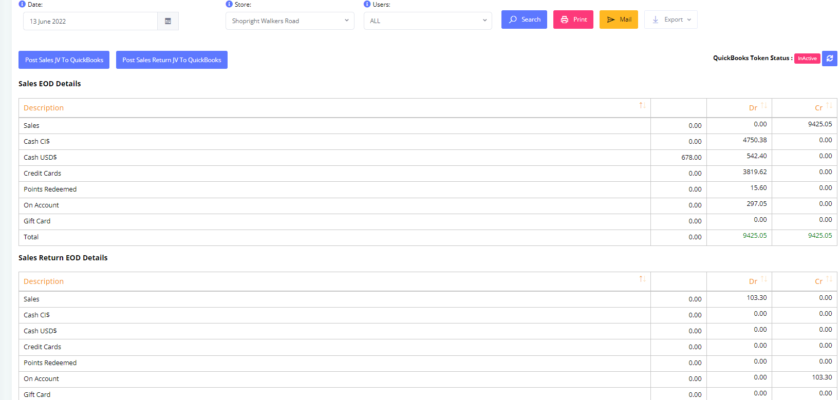 Date: Store: Users:
13 June 2022 Shopright Walkers Road ALL Search Print Mail Export
Post Sales JV To QuickBooks Post Sales Return JV To QuickBooks QuickBooks Token Status : InActive
Sales EOD Details
Description Dr Cr
Sales 0.00 0.00 9425.05
Cash CI$ 0.00 4750.38 0.00
Cash USD$ 678.00 542.40 0.00
Credit Cards 0.00 3819.62 0.00
Points Redeemed 0.00 15.60 0.00
On Account 0.00 297.05 0.00
Gift Card 0.00 0.00 0.00
Total 0.00 9425.05 9425.05
Sales Return EOD Details
Description Dr Cr
Sales 0.00 103.30 0.00
Cash CI$ 0.00 0.00 0.00
Cash USD$ 0.00 0.00 0.00
Credit Cards 0.00 0.00 0.00
Points Redeemed 0.00 0.00 0.00
On Account 0.00 0.00 103.30
Gift Card 0.00 0.00 0.00